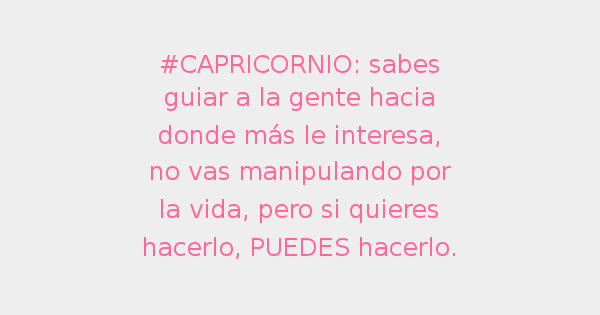 #CAPRICORNIO: sabes
guiar a la gente hacia
donde más le interesa,
no vas manipulando por
la vida, pero si quieres
hacerlo, PUEDES hacerlo.